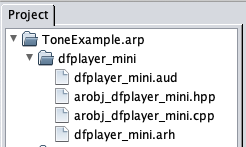 Project
ToneExample.arp
dfplayer_mini
dfplayer_mini.aud
arobj_dfplayer_mini.hpp
arobj_dfplayer_mini.cpp
dfplayer_mini.arh